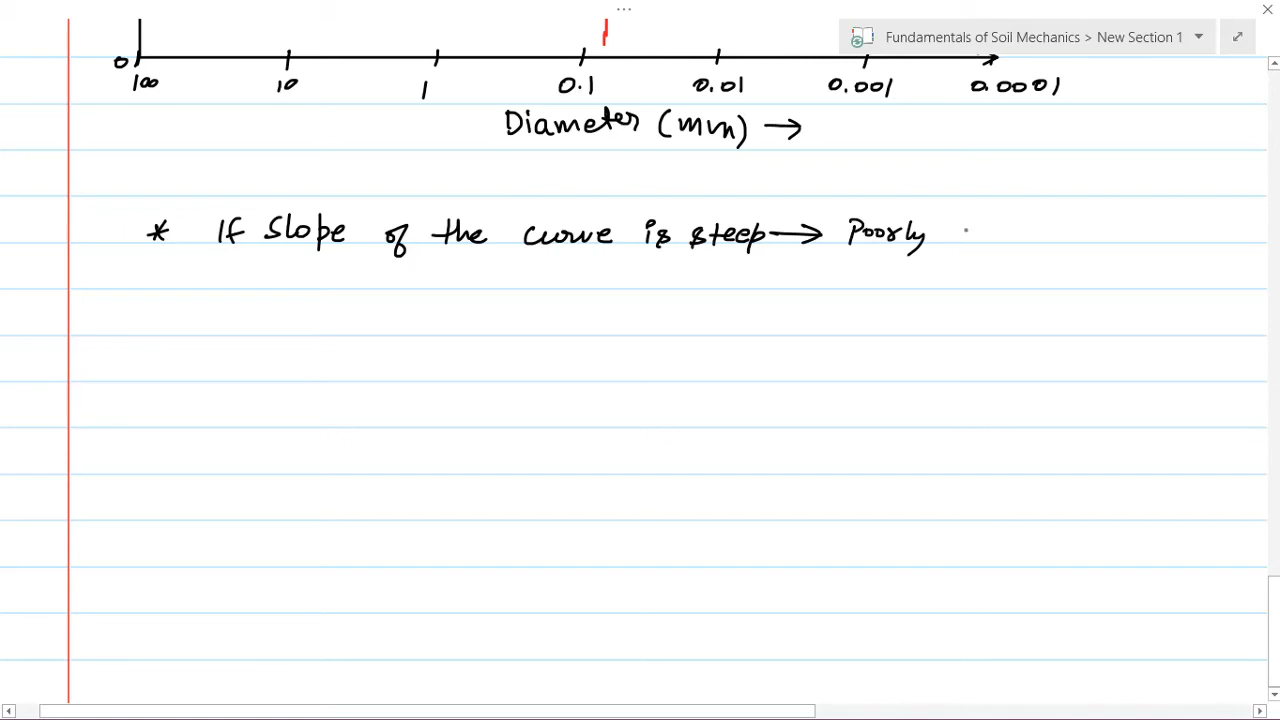 Fundamentals of Soil Mechanics > New Section 1
0
100 10 1 0.1 0.01 0.001 0.0001
Diameter (mm) →
* If Slope of the curve is steep → Poorly